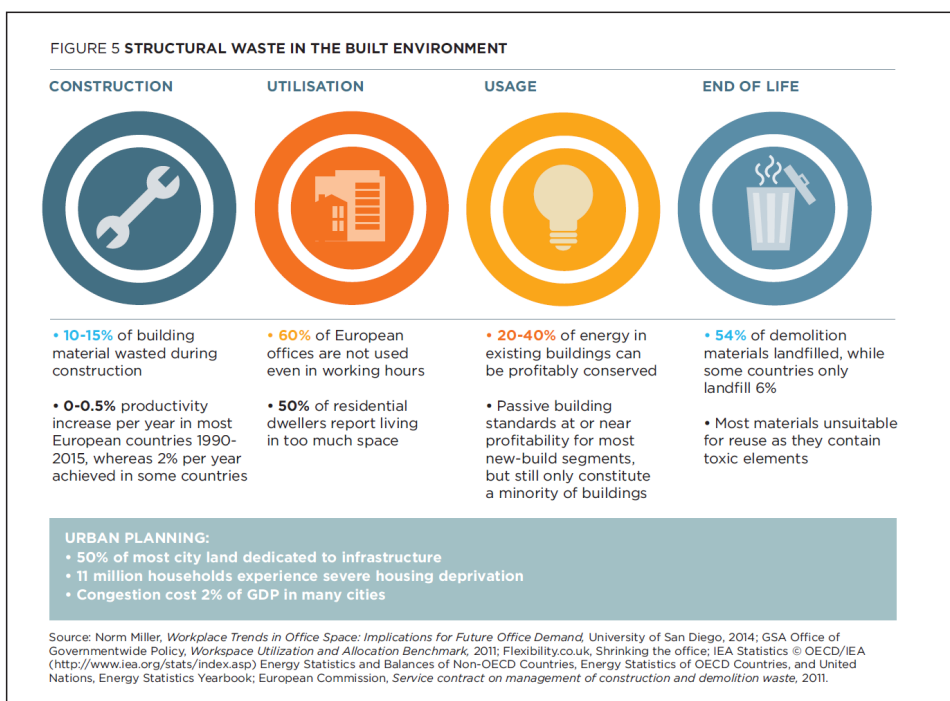 FIGURE 5 STRUCTURAL WASTE IN THE BUILT ENVIRONMENT
CONSTRUCTION
UTILISATION
USAGE
END OF LIFE
• 10-15% of building
material wasted during
construction
• 0-0.5% productivity
increase per year in most
European countries 1990-
2015, whereas 2% per year
achieved in some countries
• 60% of European
offices are not used
even in working hours
• 50% of residential
dwellers report living
in too much space
• 20-40% of energy in
existing buildings can
be profitably conserved
• Passive building
standards at or near
profitability for most
new-build segments,
but still only constitute
a minority of buildings
• 54% of demolition
materials landfilled, while
some countries only
landfill 6%
• Most materials unsuitable
for reuse as they contain
toxic elements
URBAN PLANNING:
• 50% of most city land dedicated to infrastructure
• 11 million households experience severe housing deprivation
• Congestion cost 2% of GDP in many cities
Source: Norm Miller, Workplace Trends in Office Space: Implications for Future Office Demand, University of San Diego, 2014; GSA Office of
Governmentwide Policy, Workspace Utilization and Allocation Benchmark, 2011; Flexibility.co.uk, Shrinking the office; IEA Statistics © OECD/IEA
(http://www.iea.org/stats/index.asp) Energy Statistics and Balances of Non-OECD Countries, Energy Statistics of OECD Countries, and United
Nations, Energy Statistics Yearbook; European Commission, Service contract on management of construction and demolition waste, 2011.